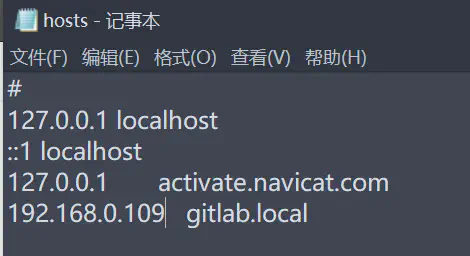 hosts - 记事本
文件(F) 编辑(E) 格式(O) 查看(V) 帮助(H)
#
127.0.0.1 localhost
::1 localhost
127.0.0.1 activate.navicat.com
192.168.0.109 gitlab.local